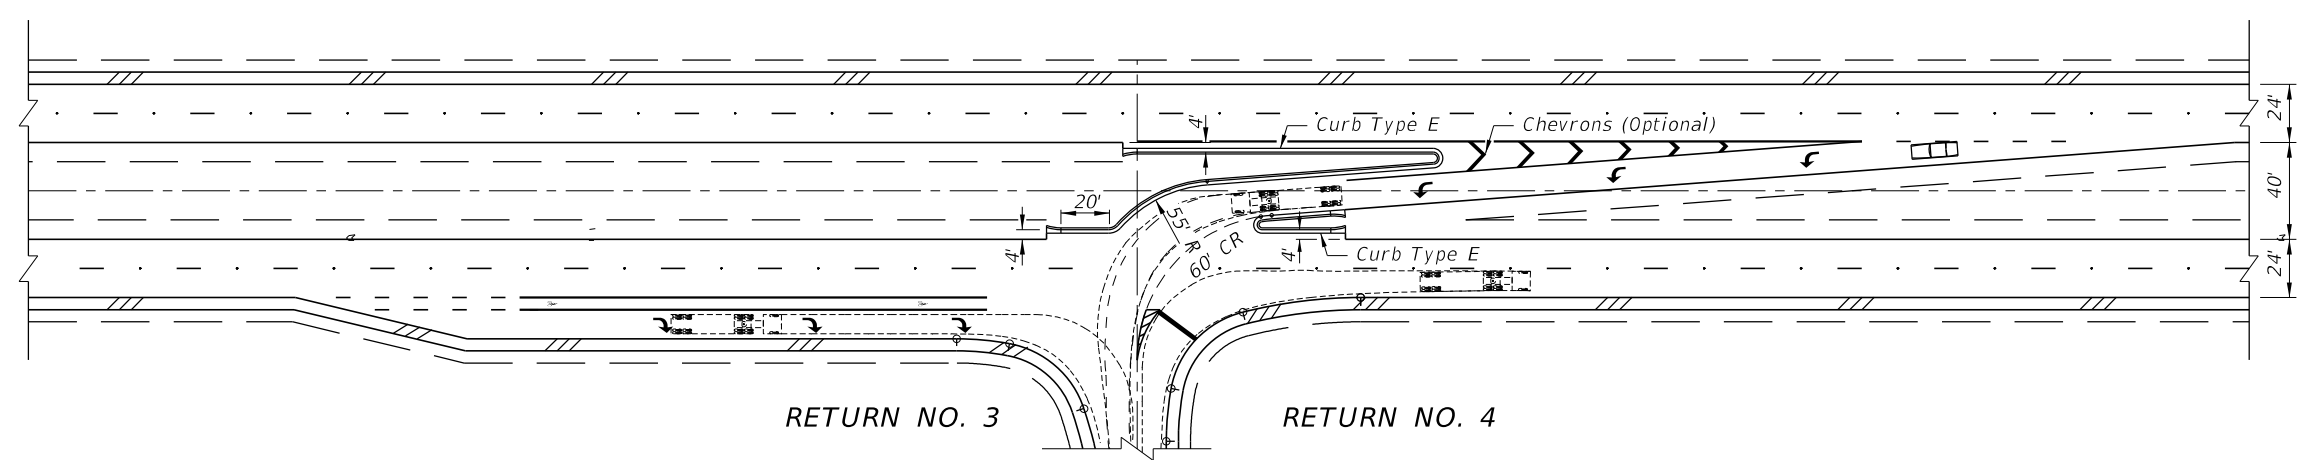 4'
Curb Type E
Chevrons (Optional)
24'
20'
55' R
40'
4'
60' CR
4'
Curb Type E
24'
RETURN NO. 3
RETURN NO. 4